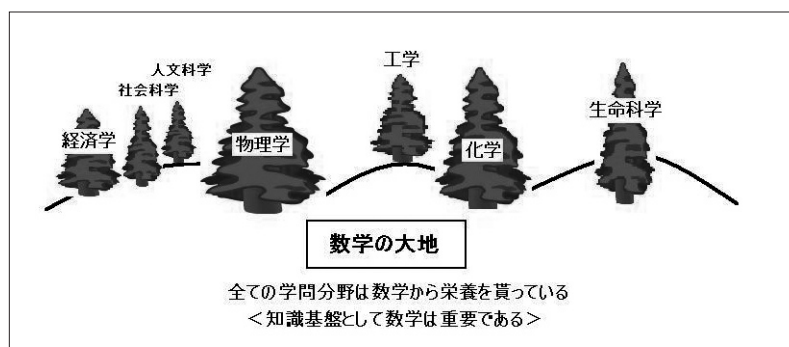 人文科学
社会科学
経済学
物理学
工学
化学
生命科学
数学の大地
全ての学問分野は数学から栄養を貰っている
＜知識基盤として数学は重要である＞